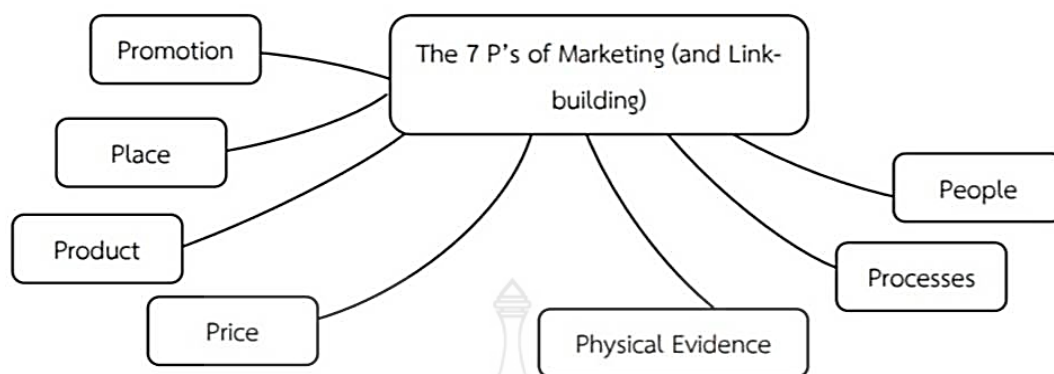 Promotion
The 7 P's of Marketing (and Link-
building)
Place
People
Product
Processes
Price
Physical Evidence